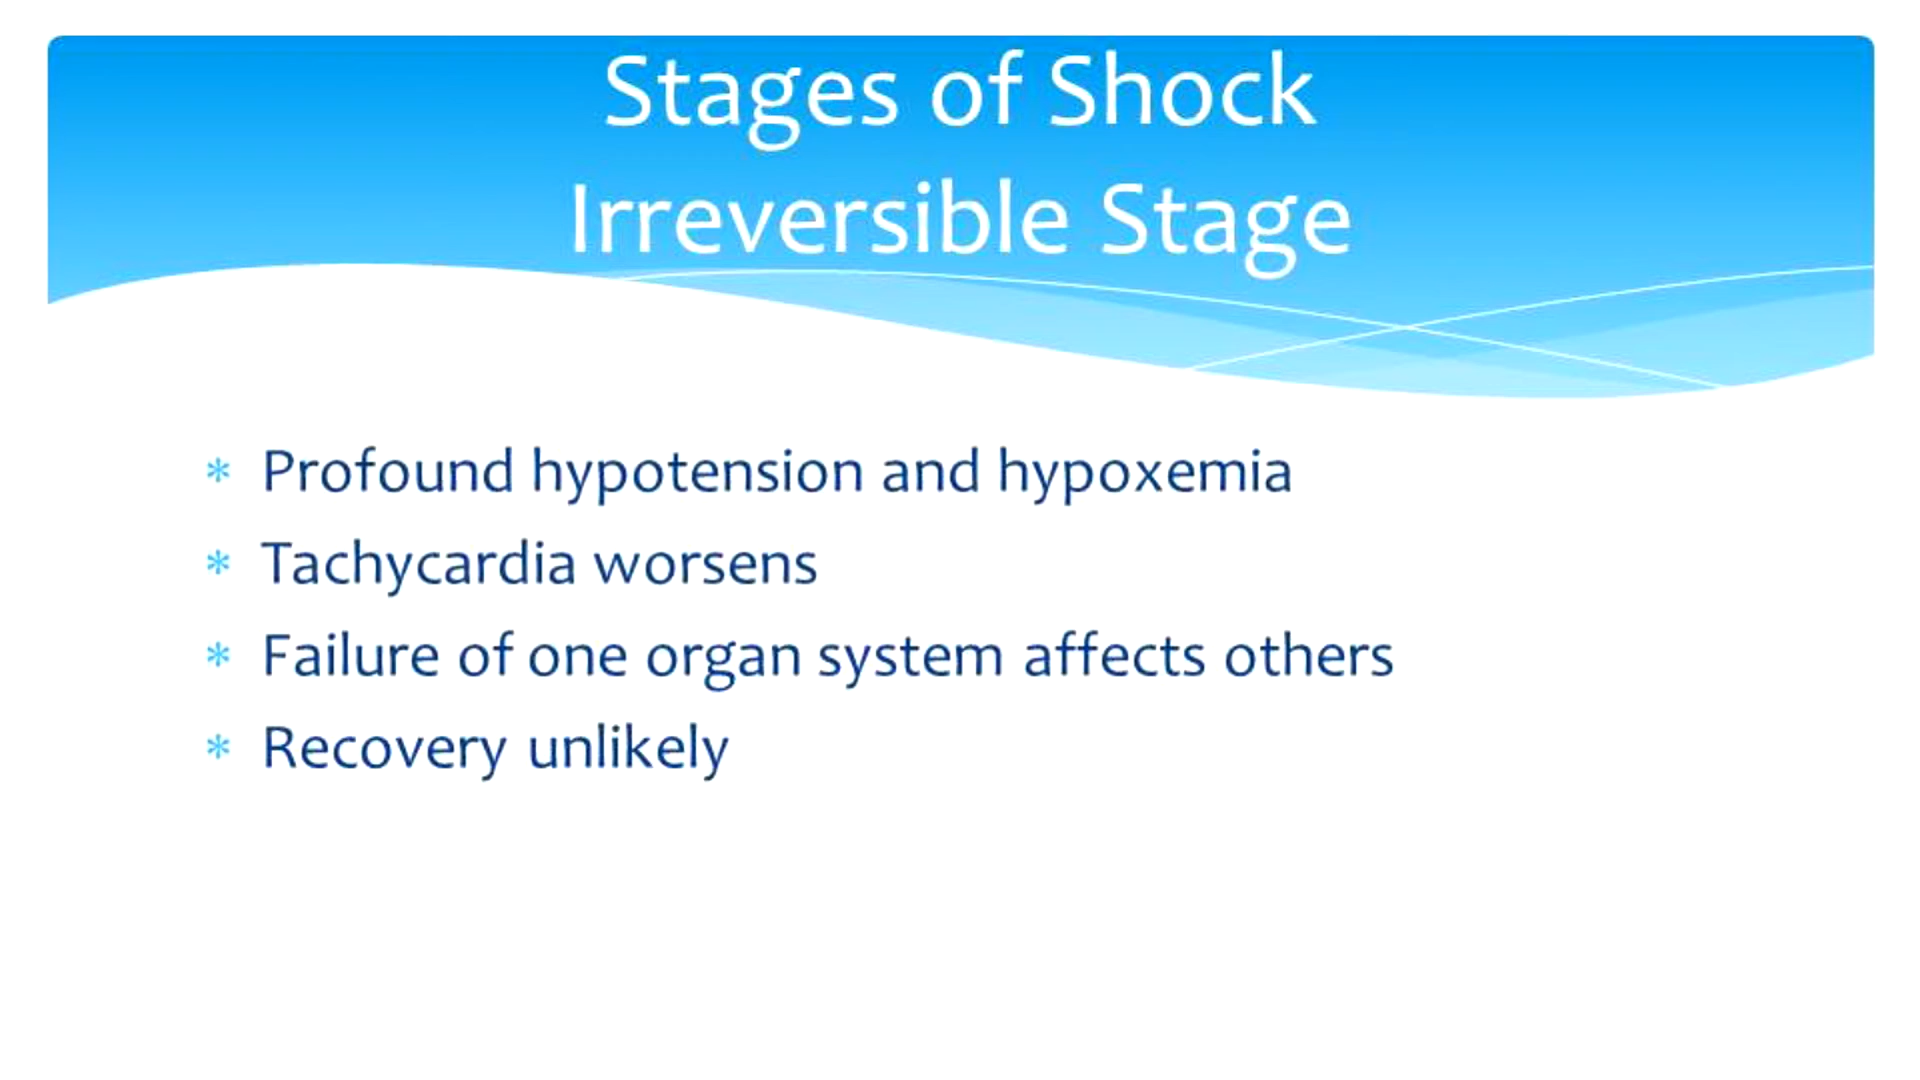 Stages of Shock
Irreversible Stage
* Profound hypotension and hypoxemia
* Tachycardia worsens
* Failure of one organ system affects others
* Recovery unlikely